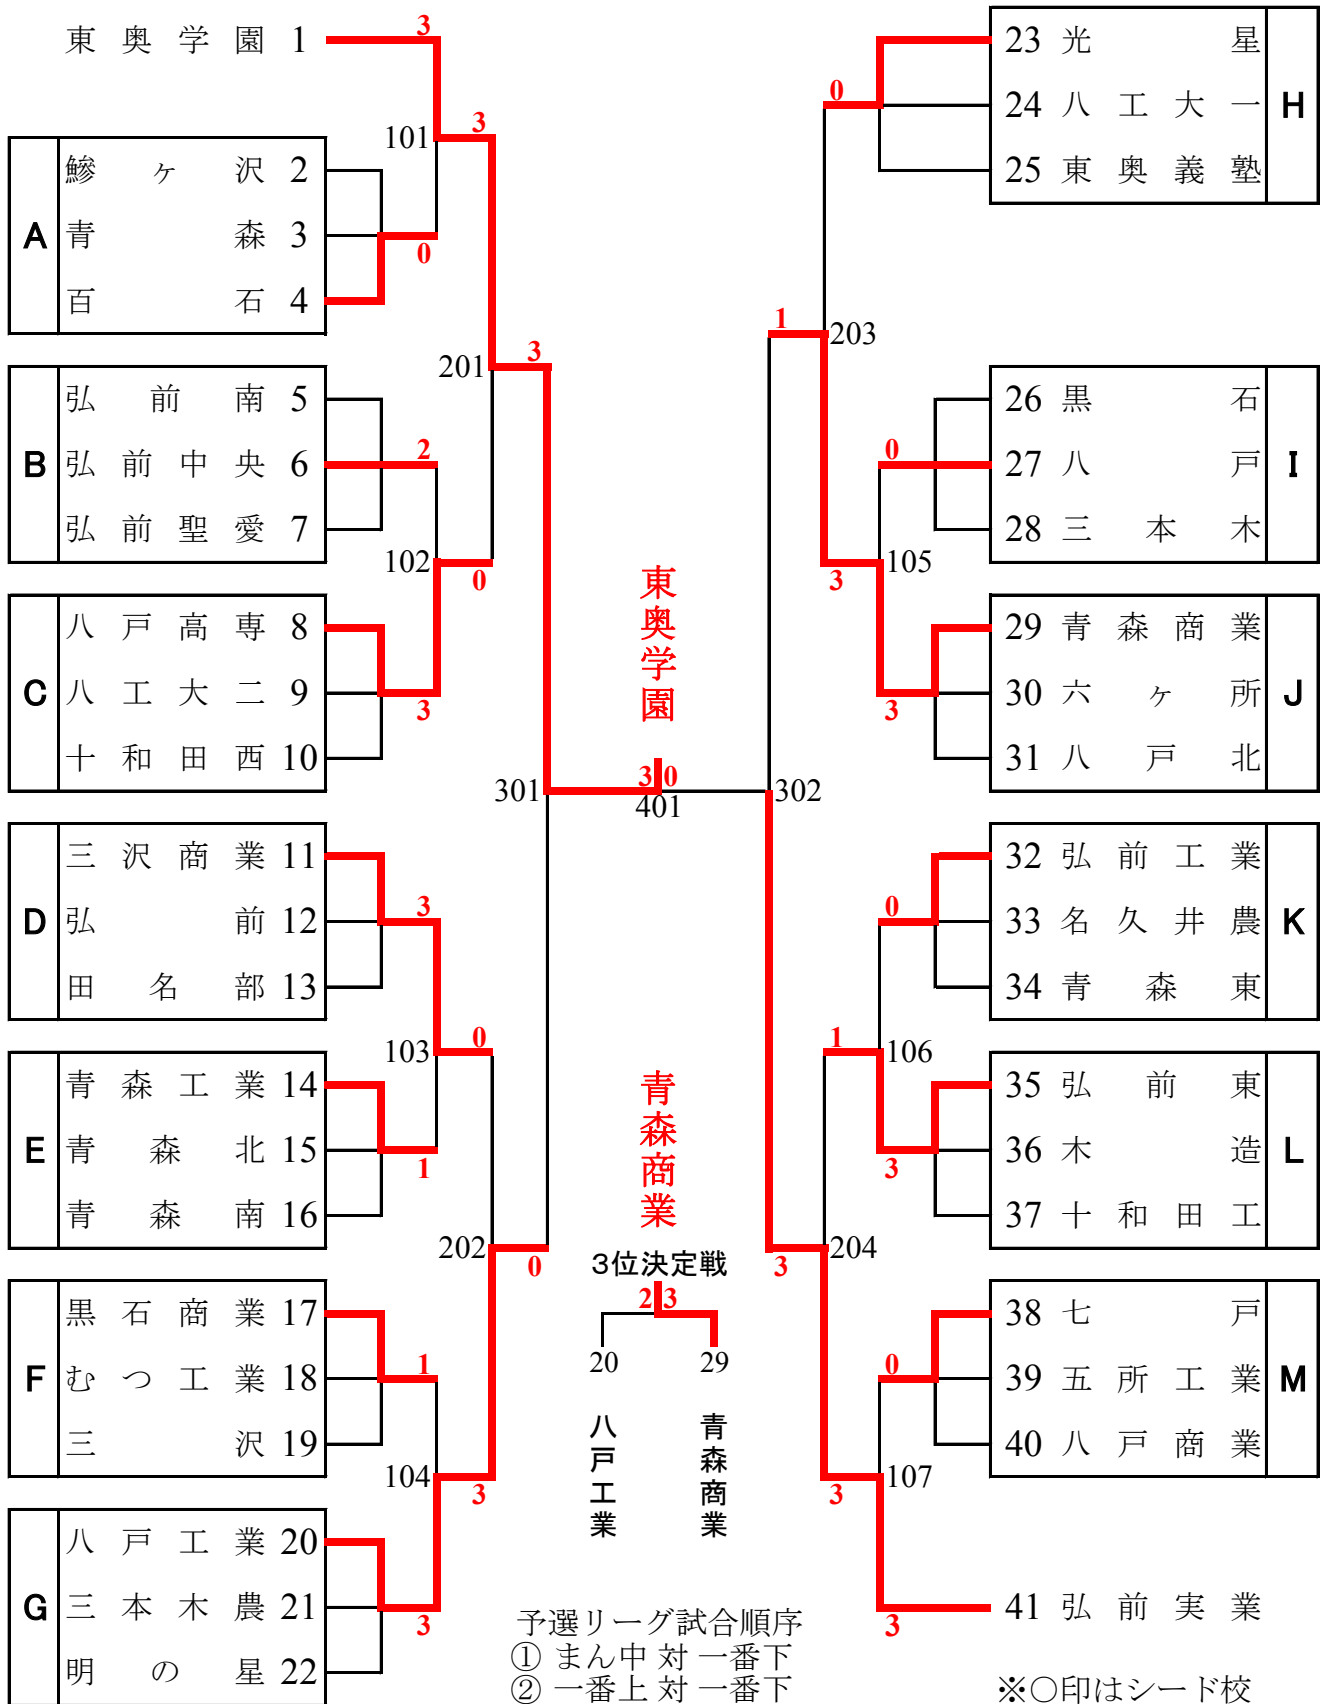 東奥学園 1
A
鰺ヶ沢 2
青森 3
百石 4
B
弘前南 5
弘前中央 6
弘前聖愛 7
C
八戸高専 8
八工大二 9
十和田西 10
D
三沢商業 11
弘前 12
田名部 13
E
青森工業 14
青森北 15
青森南 16
F
黒石商業 17
むつ工業 18
三沢 19
G
八戸工業 20
三本木農 21
明の星 22
3
101
3
0
201
3
2
102
0
3
301
3
103
0
1
202
0
1
104
3
3
東奥学園
3 0
401
青森商業
3位決定戦
2 3
20 29
八戸工業
青森商業
予選リーグ試合順序
① まん中 対 一番下
② 一番上 対 一番下
0
1
203
0
3
105
3
302
0
1
106
3
204
3
0
107
3
3
23 光星
24 八工大一
25 東奥義塾
H
26 黒石
27 八戸
28 三本木
I
29 青森商業
30 六ヶ所
31 八戸北
J
32 弘前工業
33 名久井農
34 青森東
K
35 弘前東
36 木造
37 十和田工
L
38 七戸
39 五所工業
40 八戸商業
M
41 弘前実業
※○印はシード校